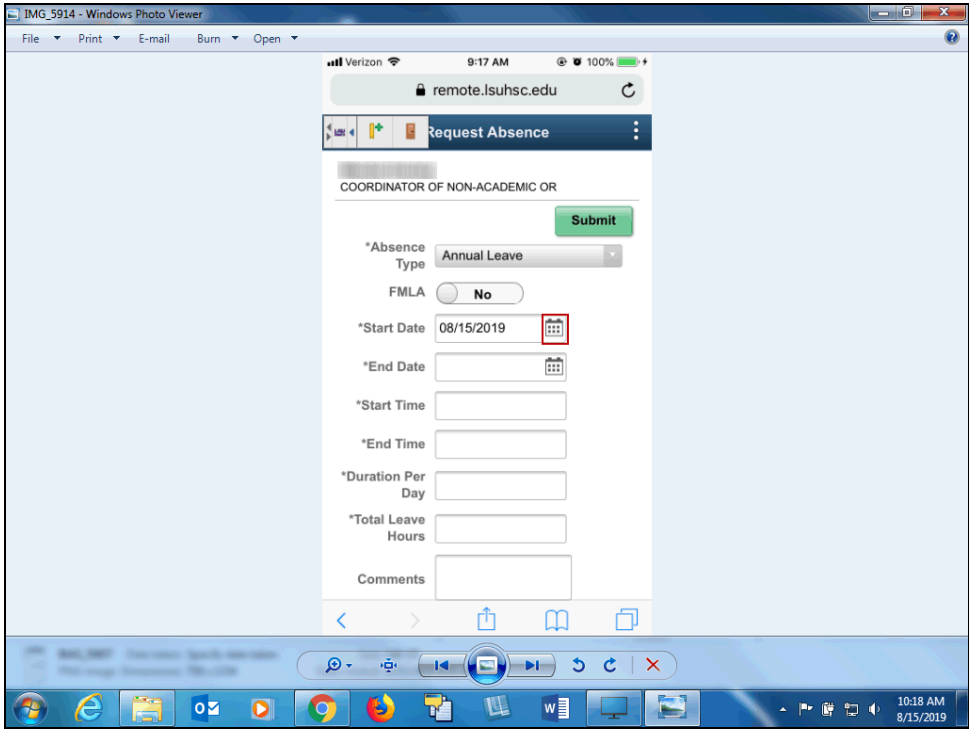 IMG_5914 - Windows Photo Viewer
File Print E-mail Burn Open
Verizon 9:17 AM 100%
remote.lsuhsc.edu
Request Absence
COORDINATOR OF NON-ACADEMIC OR
Submit
*Absence Type Annual Leave
FMLA No
*Start Date 08/15/2019
*End Date
*Start Time
*End Time
*Duration Per
Day
*Total Leave
Hours
Comments
10:18 AM
8/15/2019